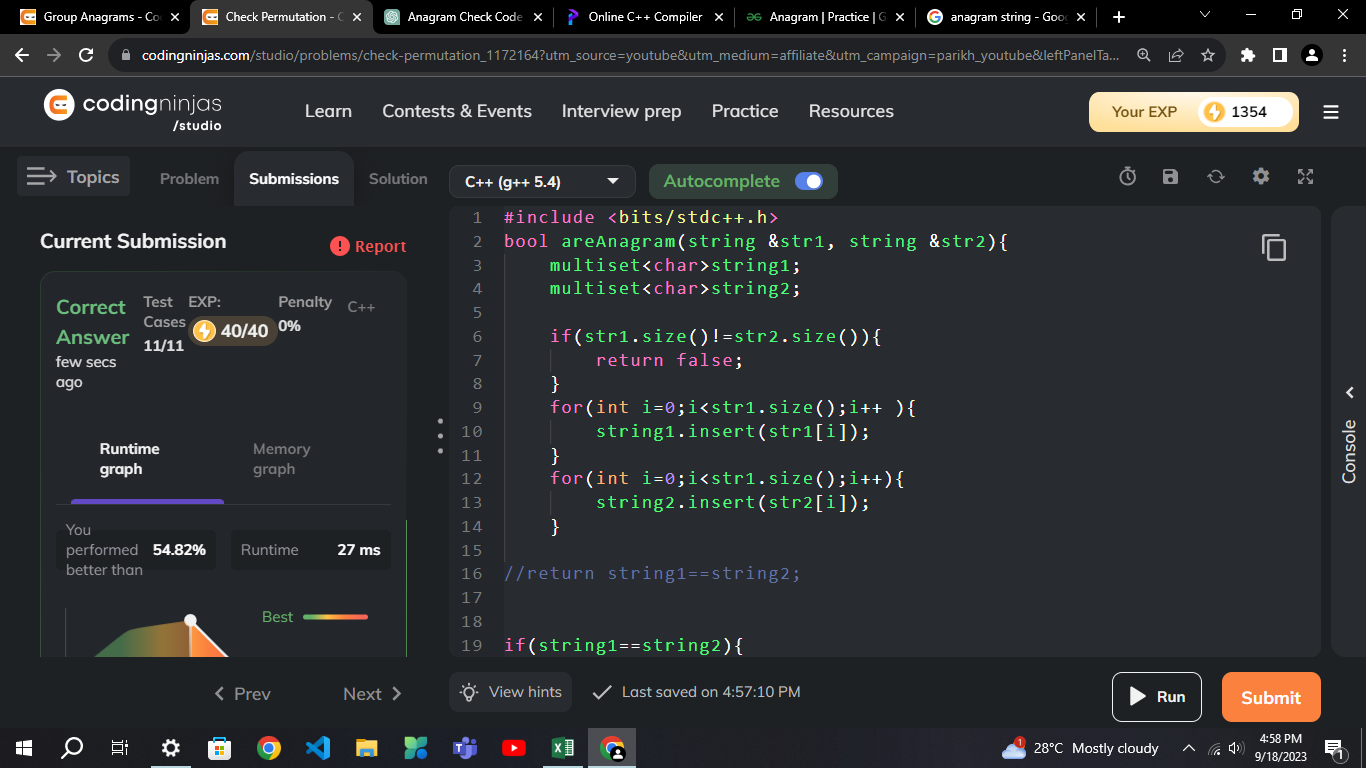 Group Anagrams - Co
Check Permutation - C
Anagram Check Code
Online C++ Compiler
Anagram | Practice | G
anagram string - Goo
codingninjas.com/studio/problems/check-permutation_1172164?utm_source=youtube&utm_medium=affiliate&utm_campaign=parikh_youtube&leftPanelTa...
codingninjas
/studio
Learn
Contests & Events
Interview prep
Practice
Resources
Your EXP
1354
Topics
Problem
Submissions
Solution
C++ (g++ 5.4)
Autocomplete
Current Submission
Report
Correct
Answer
few secs
ago
Test
Cases
11/11
EXP:
40/40
Penalty
0%
C++
Runtime
graph
Memory
graph
You
performed
better than
54.82%
Runtime
27 ms
Best
1 #include <bits/stdc++.h>
2 bool areAnagram(string &str1, string &str2){
3 multiset<char>string1;
4 multiset<char>string2;
5
6 if(str1.size()!=str2.size()){
7 return false;
8 }
9 for(int i=0;i<str1.size();i++ ){
10 string1.insert(str1[i]);
11 }
12 for(int i=0;i<str1.size();i++){
13 string2.insert(str2[i]);
14 }
15
16 //return string1==string2;
17
18
19 if(string1==string2){
Console
Prev
Next
View hints
Last saved on 4:57:10 PM
Run
Submit
1
28°C Mostly cloudy
4:58 PM
9/18/2023
1